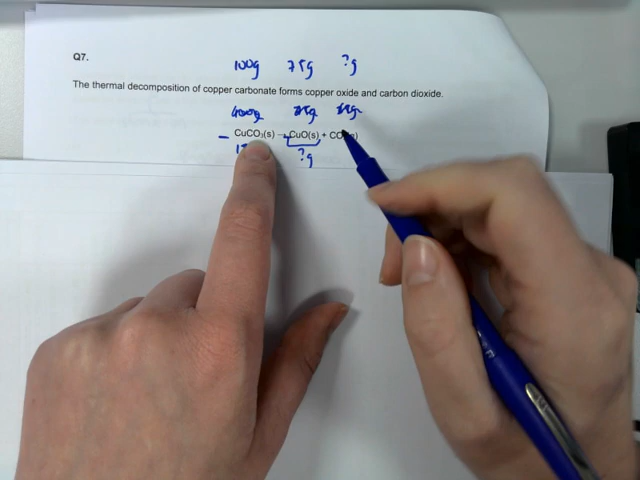 Q7.
100g 75g ?g
The thermal decomposition of copper carbonate forms copper oxide and carbon dioxide.
CuCO₃(s) → CuO(s) + CO
?g